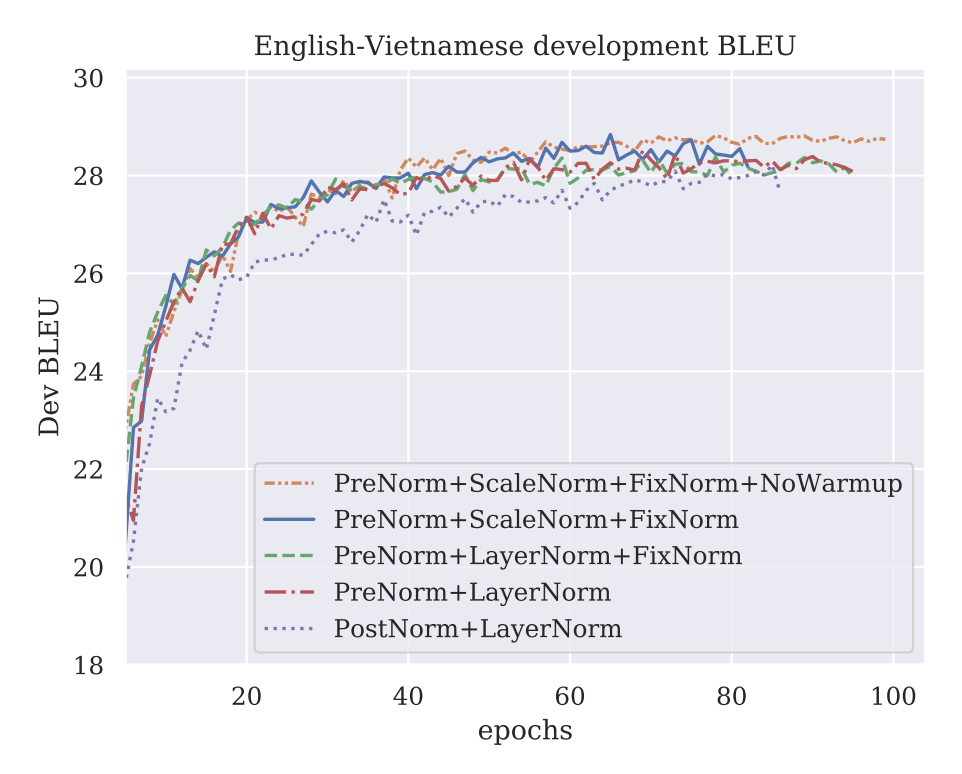 English-Vietnamese development BLEU
30
28
26
24
22
20
18
Dev BLEU
PreNorm+ScaleNorm+FixNorm+NoWarmup
PreNorm+ScaleNorm+FixNorm
PreNorm+LayerNorm+FixNorm
PreNorm+LayerNorm
PostNorm+LayerNorm
20 40 60 80 100
epochs